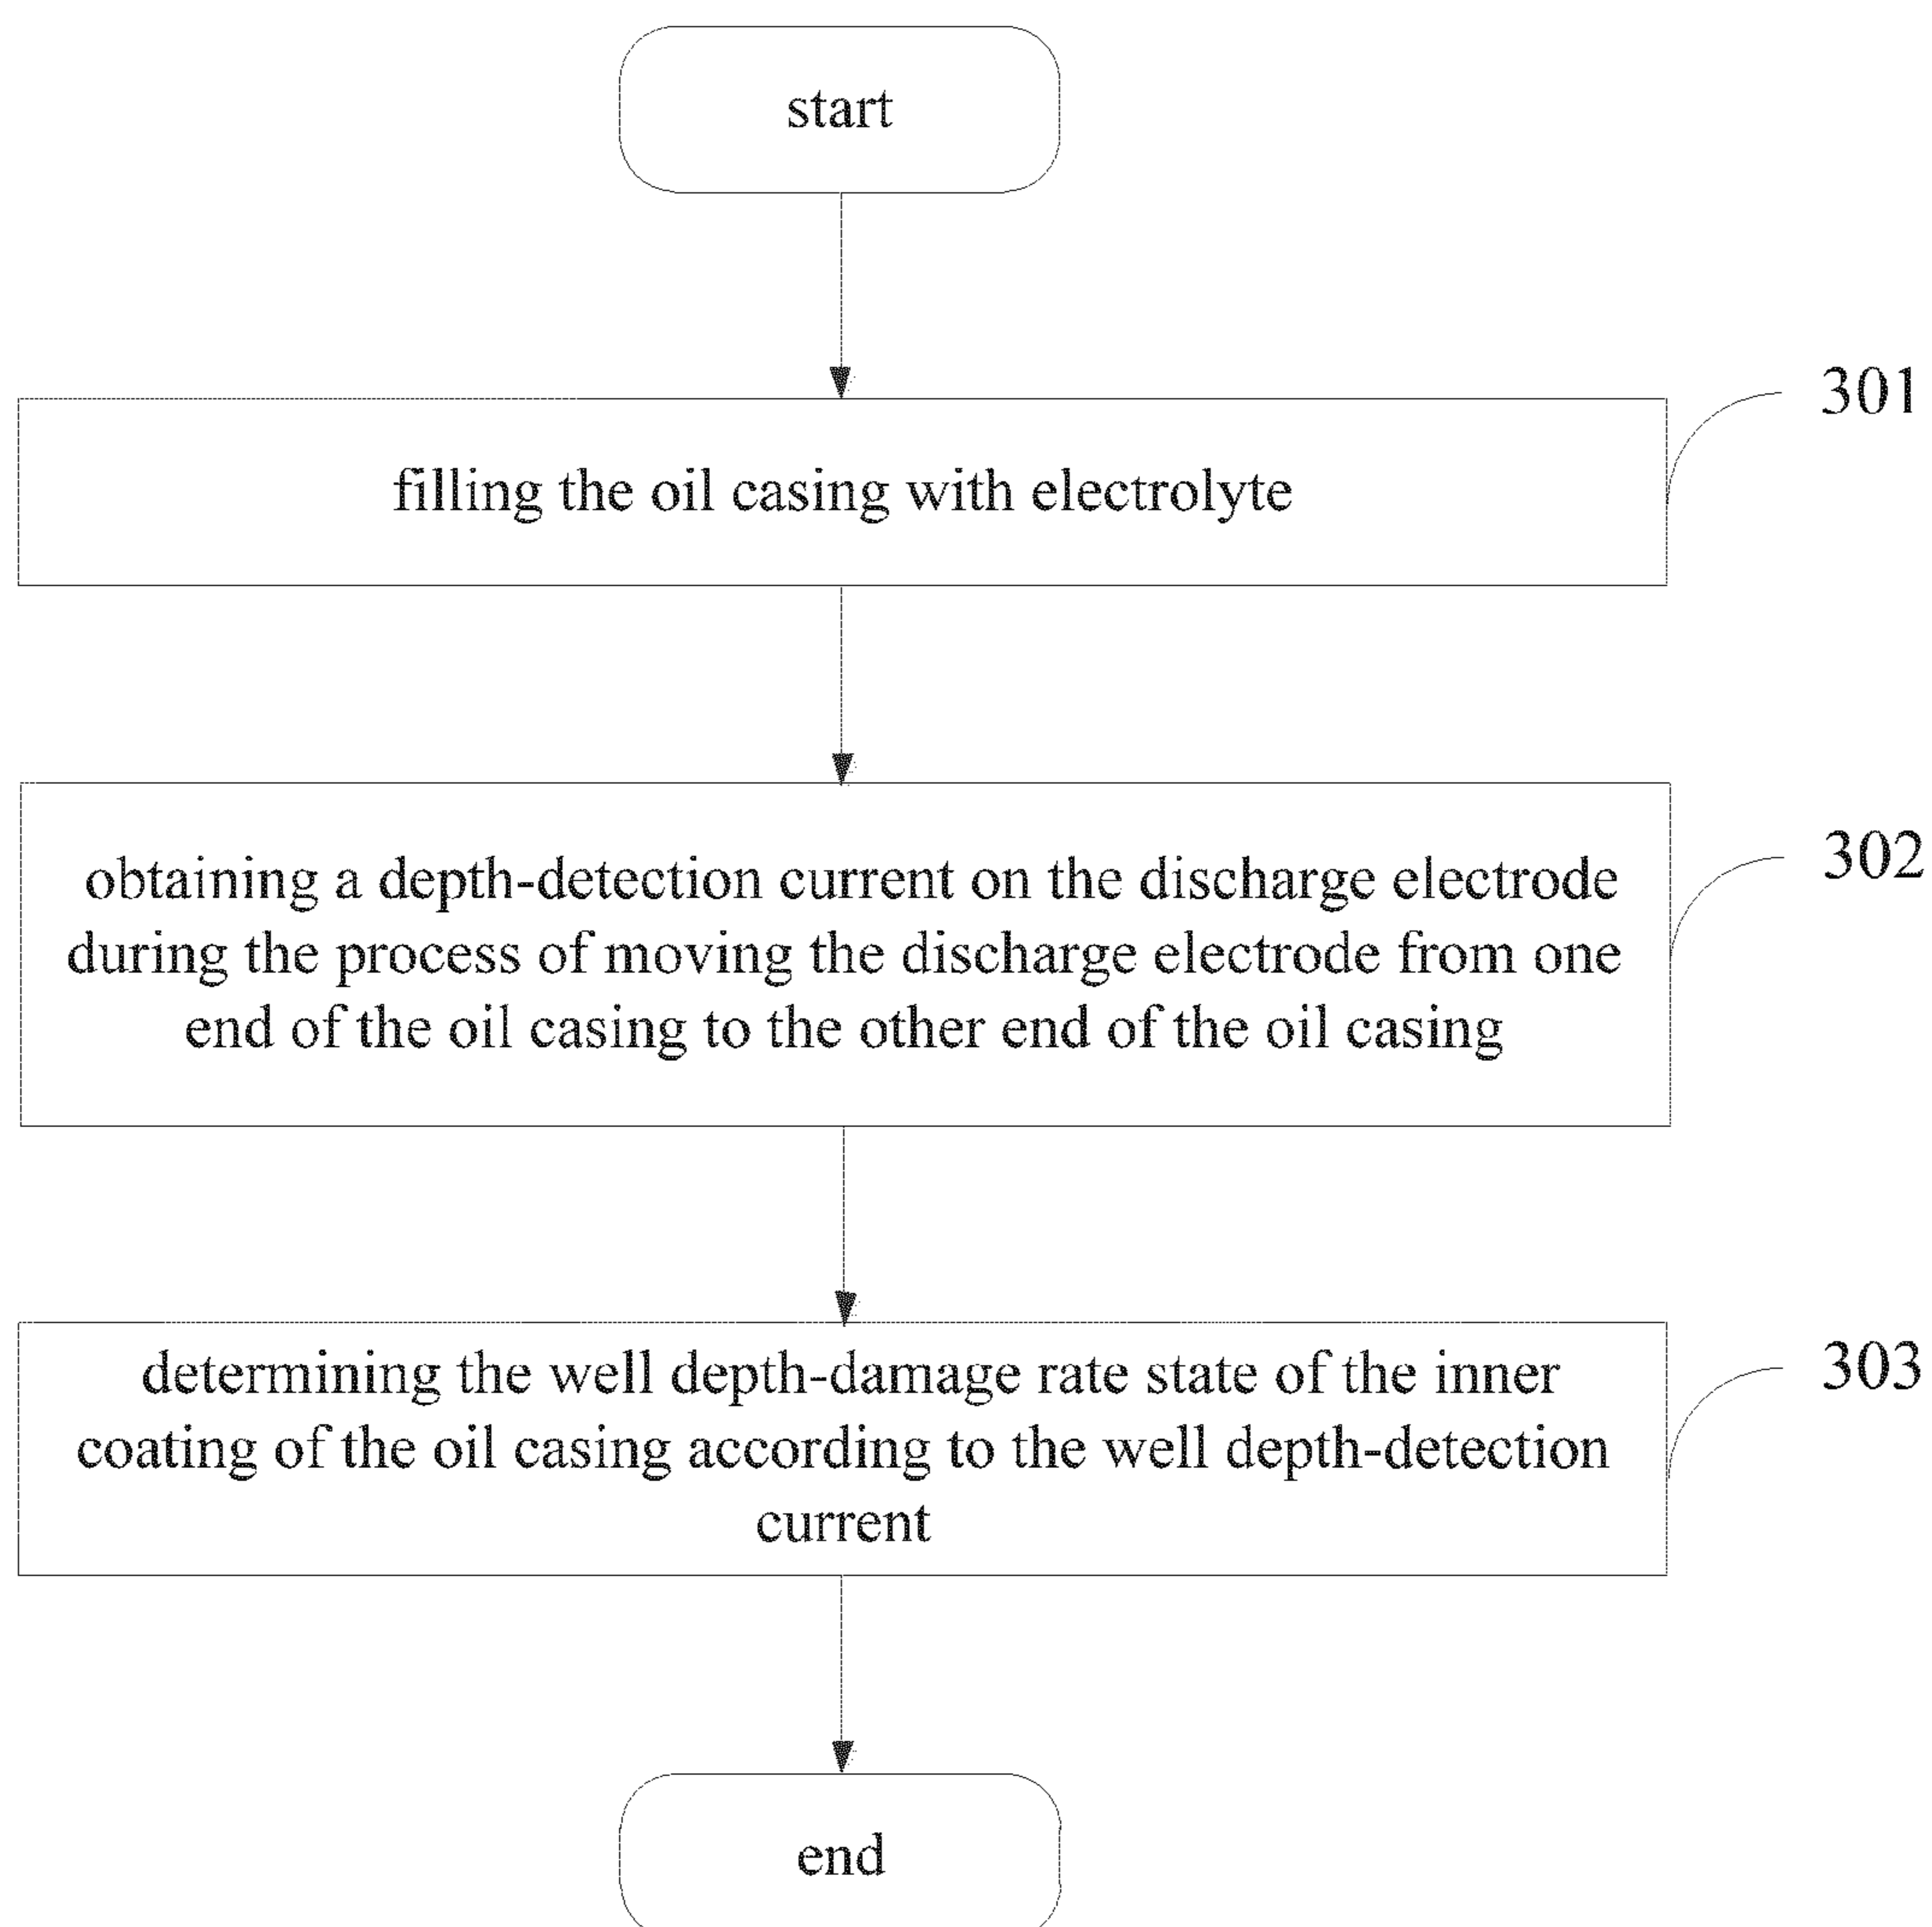 start
301
filling the oil casing with electrolyte
302
obtaining a depth-detection current on the discharge electrode
during the process of moving the discharge electrode from one
end of the oil casing to the other end of the oil casing
303
determining the well depth-damage rate state of the inner
coating of the oil casing according to the well depth-detection
current
end